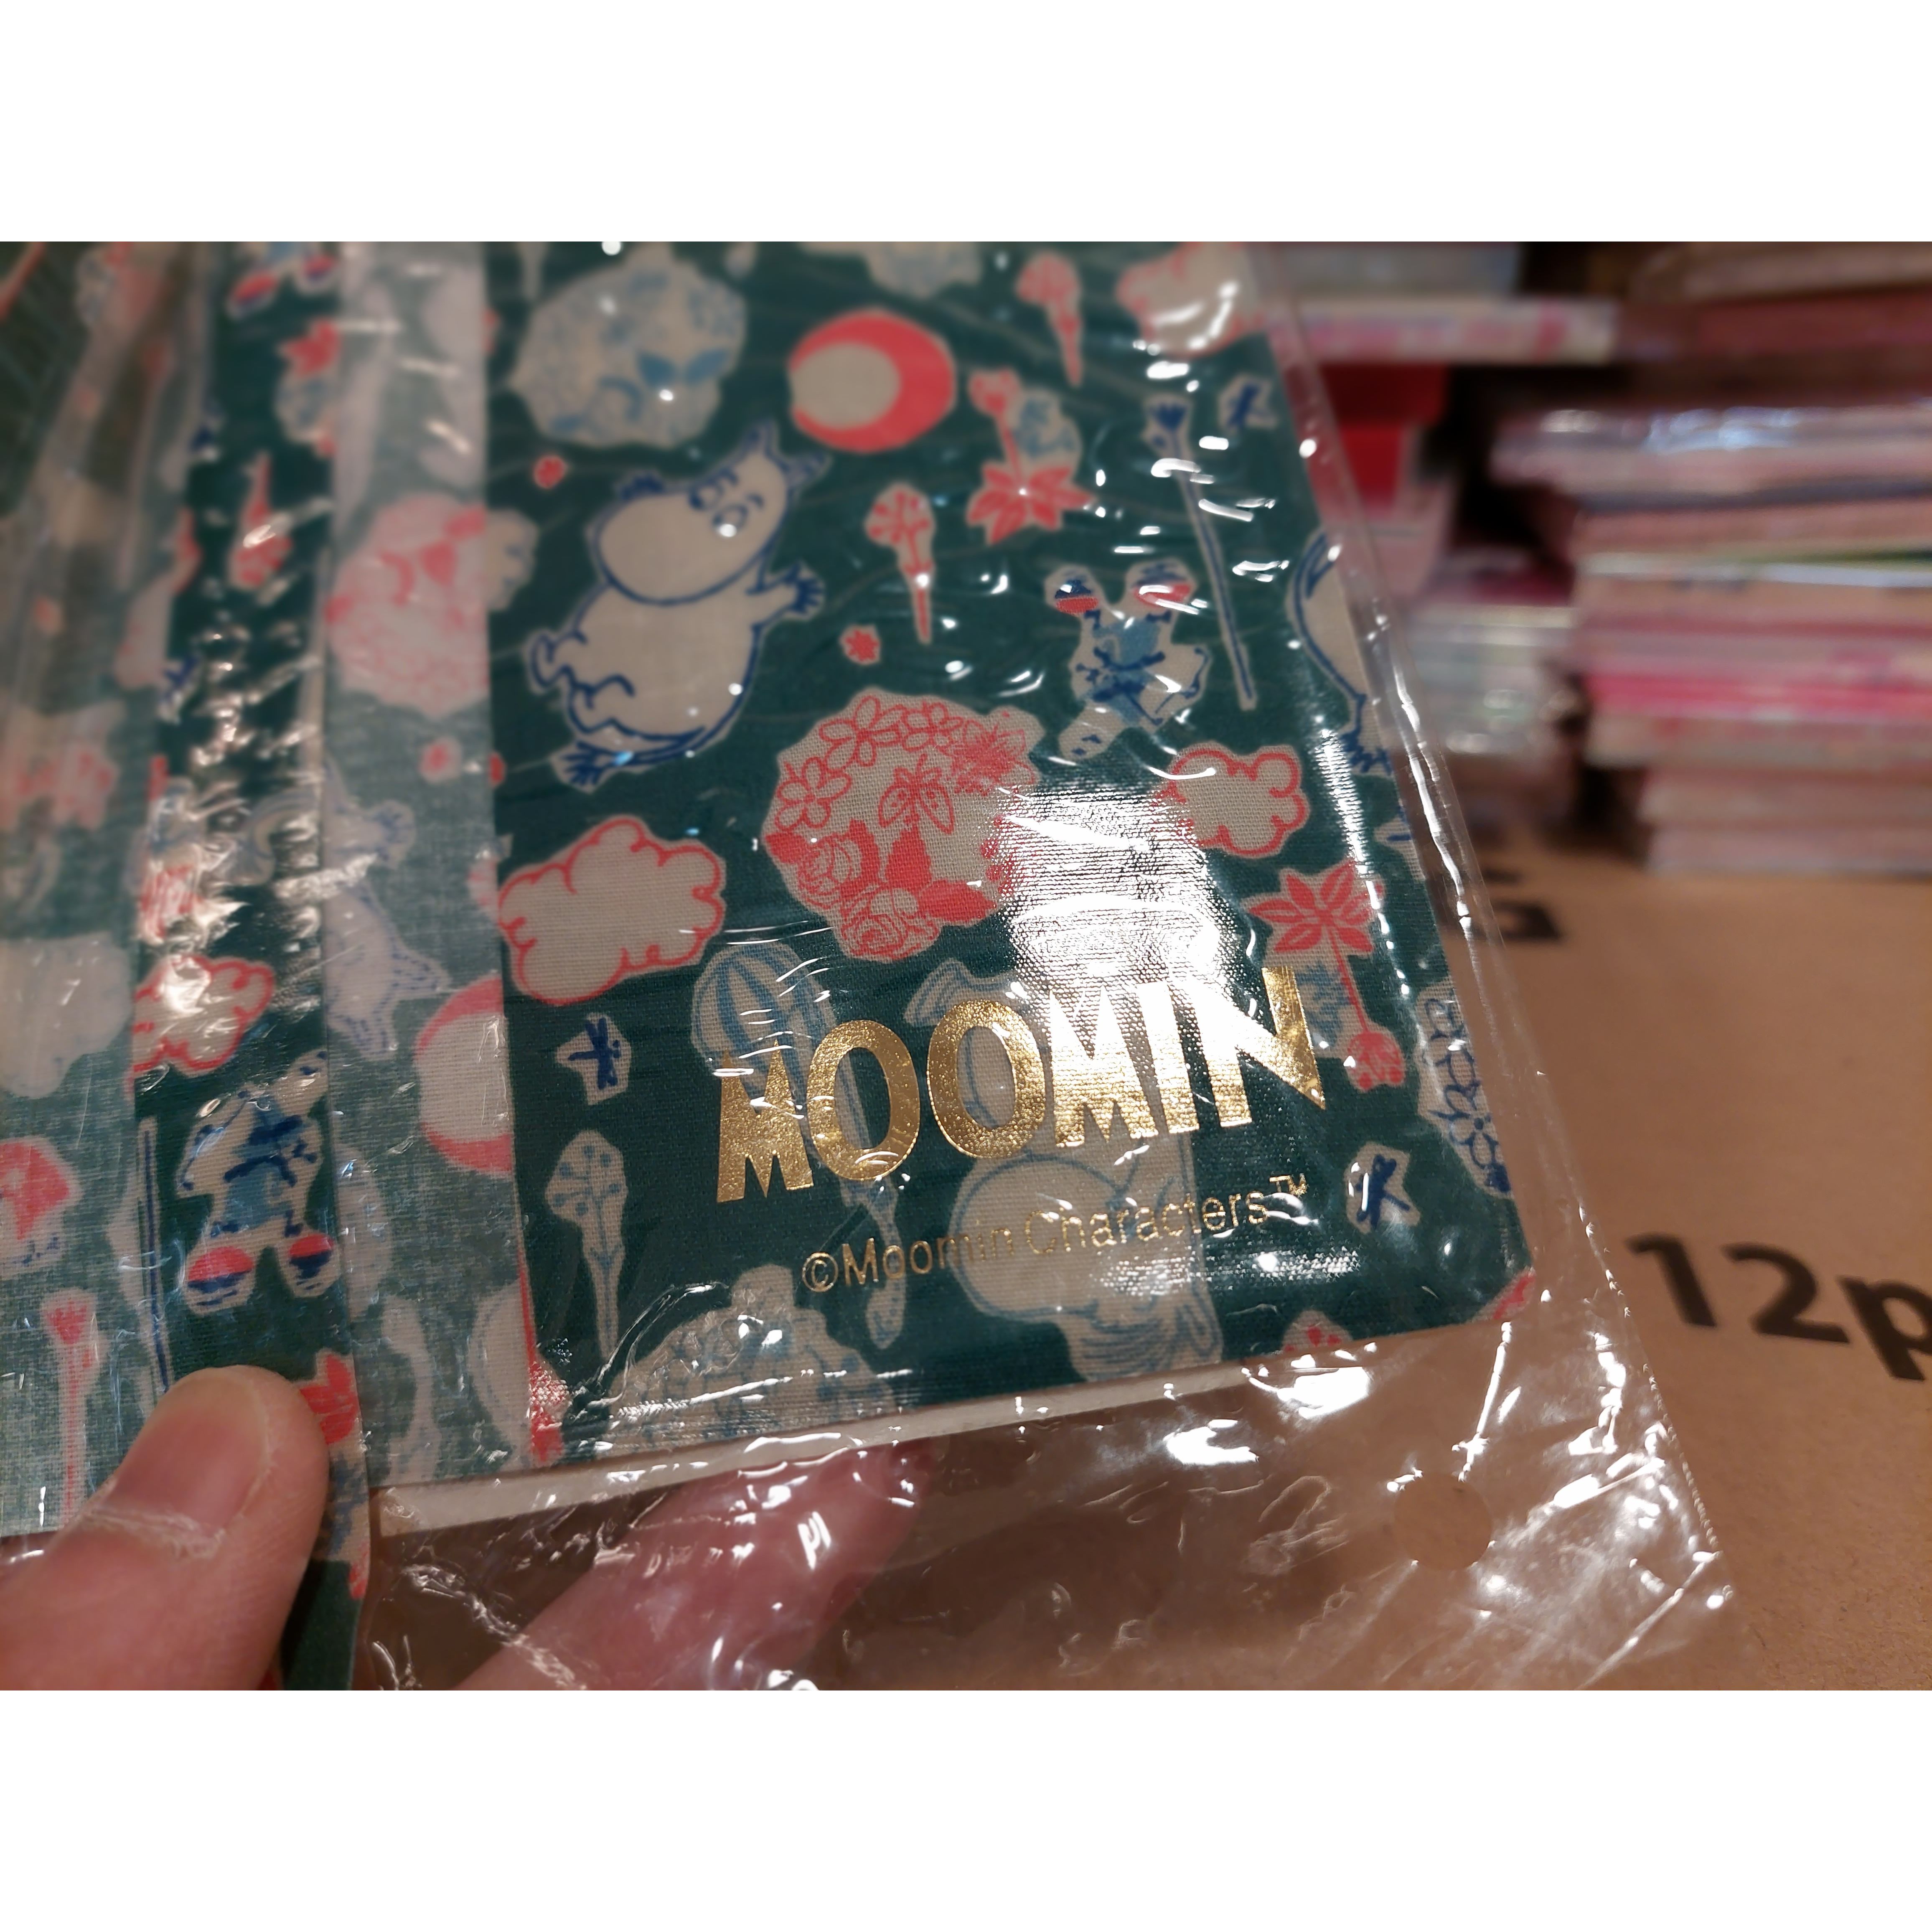 MOOMIN
©Moomin Characters™
12p